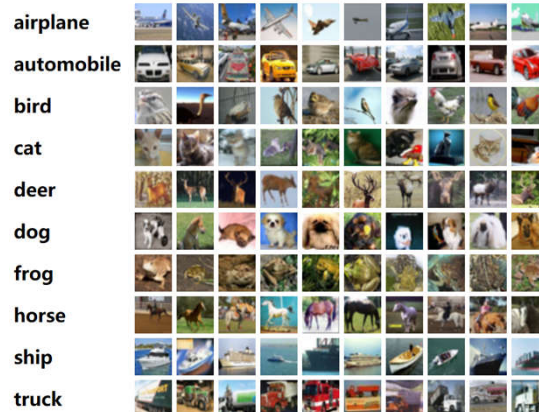 airplane
automobile
bird
cat
deer
dog
frog
horse
ship
truck